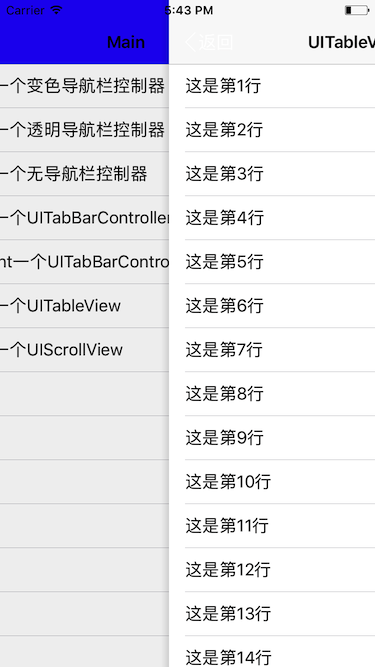 Carrier 5:43 PM
Main
返回
UITableV
一个变色导航栏控制器
一个透明导航栏控制器
一个无导航栏控制器
一个UITabBarController
nt一个UITabBarContro
一个UITableView
一个UIScrollView
这是第1行
这是第2行
这是第3行
这是第4行
这是第5行
这是第6行
这是第7行
这是第8行
这是第9行
这是第10行
这是第11行
这是第12行
这是第13行
这是第14行